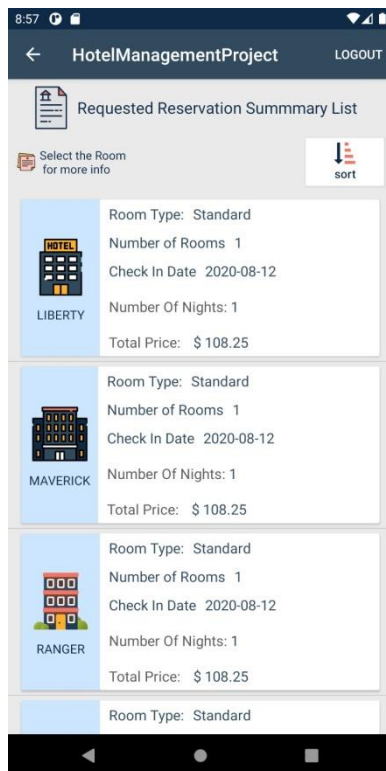 8:57
HotelManagementProject
LOGOUT
Requested Reservation Summmary List
Select the Room
for more info
sort
Room Type: Standard
HOTEL
Number of Rooms 1
Check In Date 2020-08-12
LIBERTY
Number Of Nights: 1
Total Price: $ 108.25
Room Type: Standard
Number of Rooms 1
Check In Date 2020-08-12
MAVERICK
Number Of Nights: 1
Total Price: $ 108.25
Room Type: Standard
Number of Rooms 1
Check In Date 2020-08-12
RANGER
Number Of Nights: 1
Total Price: $ 108.25
Room Type: Standard